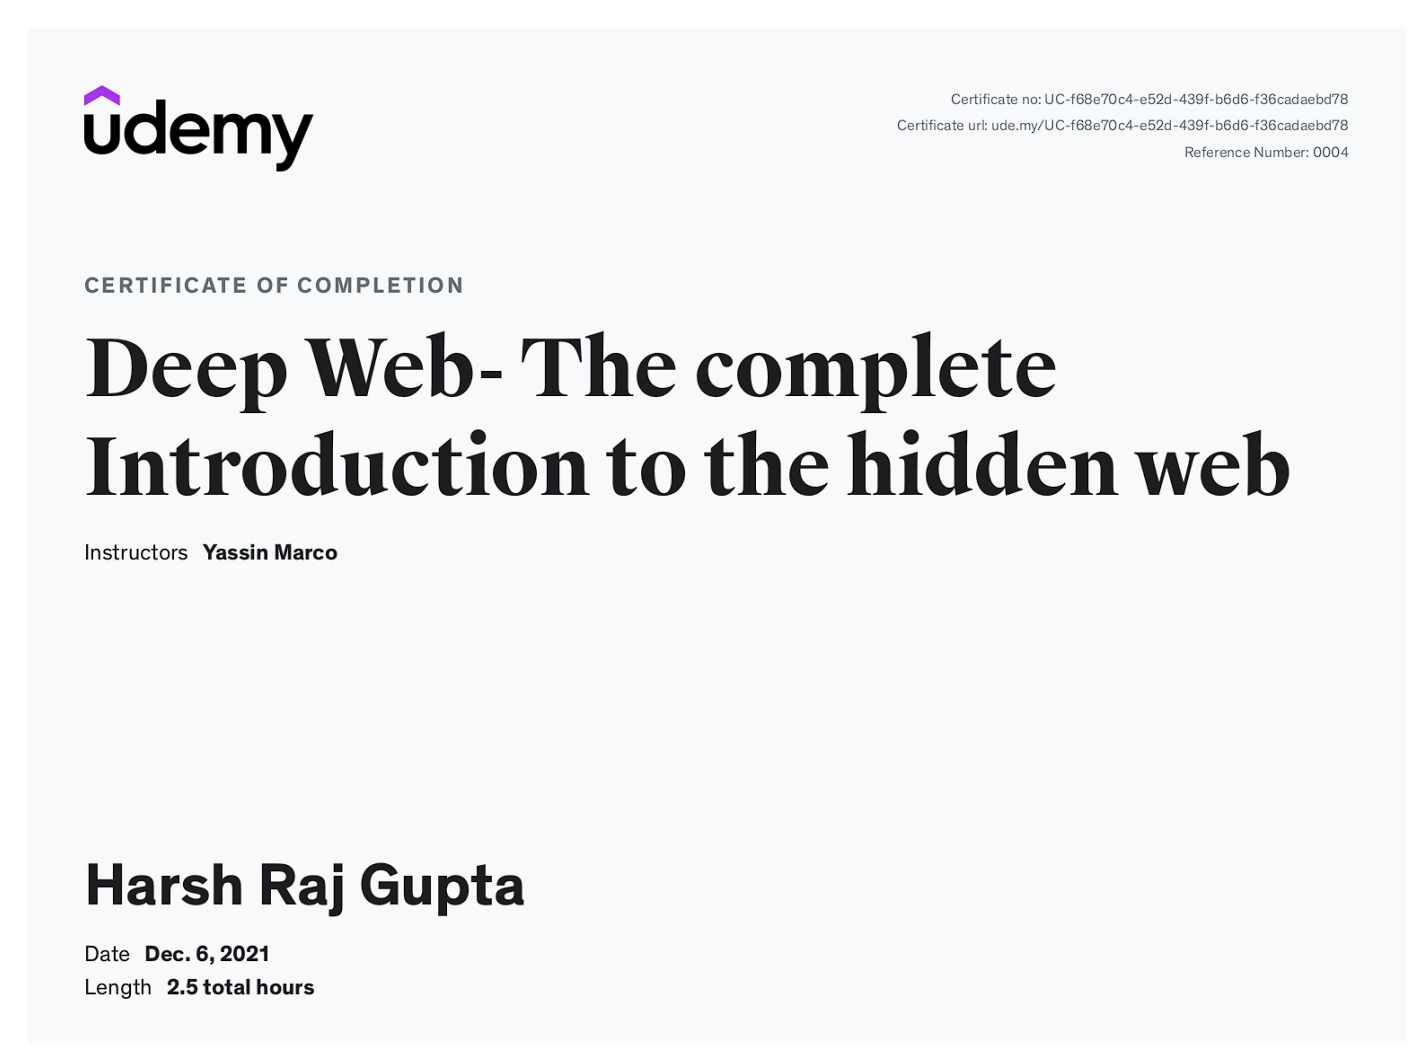 udemy
Certificate no: UC-f68e70c4-e52d-439f-b6d6-f36cadaebd78
Certificate url: ude.my/UC-f68e70c4-e52d-439f-b6d6-f36cadaebd78
Reference Number: 0004
CERTIFICATE OF COMPLETION
Deep Web- The complete
Introduction to the hidden web
Instructors Yassin Marco
Harsh Raj Gupta
Date Dec. 6, 2021
Length 2.5 total hours